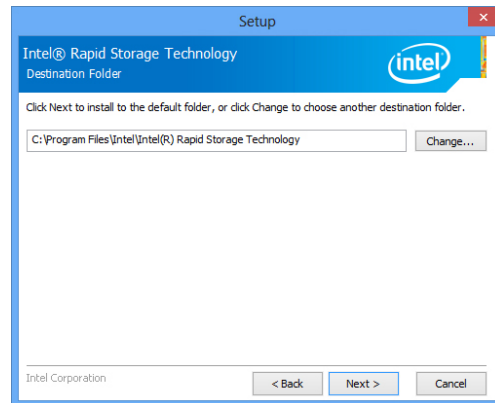 Setup
Intel® Rapid Storage Technology
Destination Folder
intel
Click Next to install to the default folder, or click Change to choose another destination folder.
C:\Program Files\Intel\Intel(R) Rapid Storage Technology
Change...
Intel Corporation
< Back
Next >
Cancel